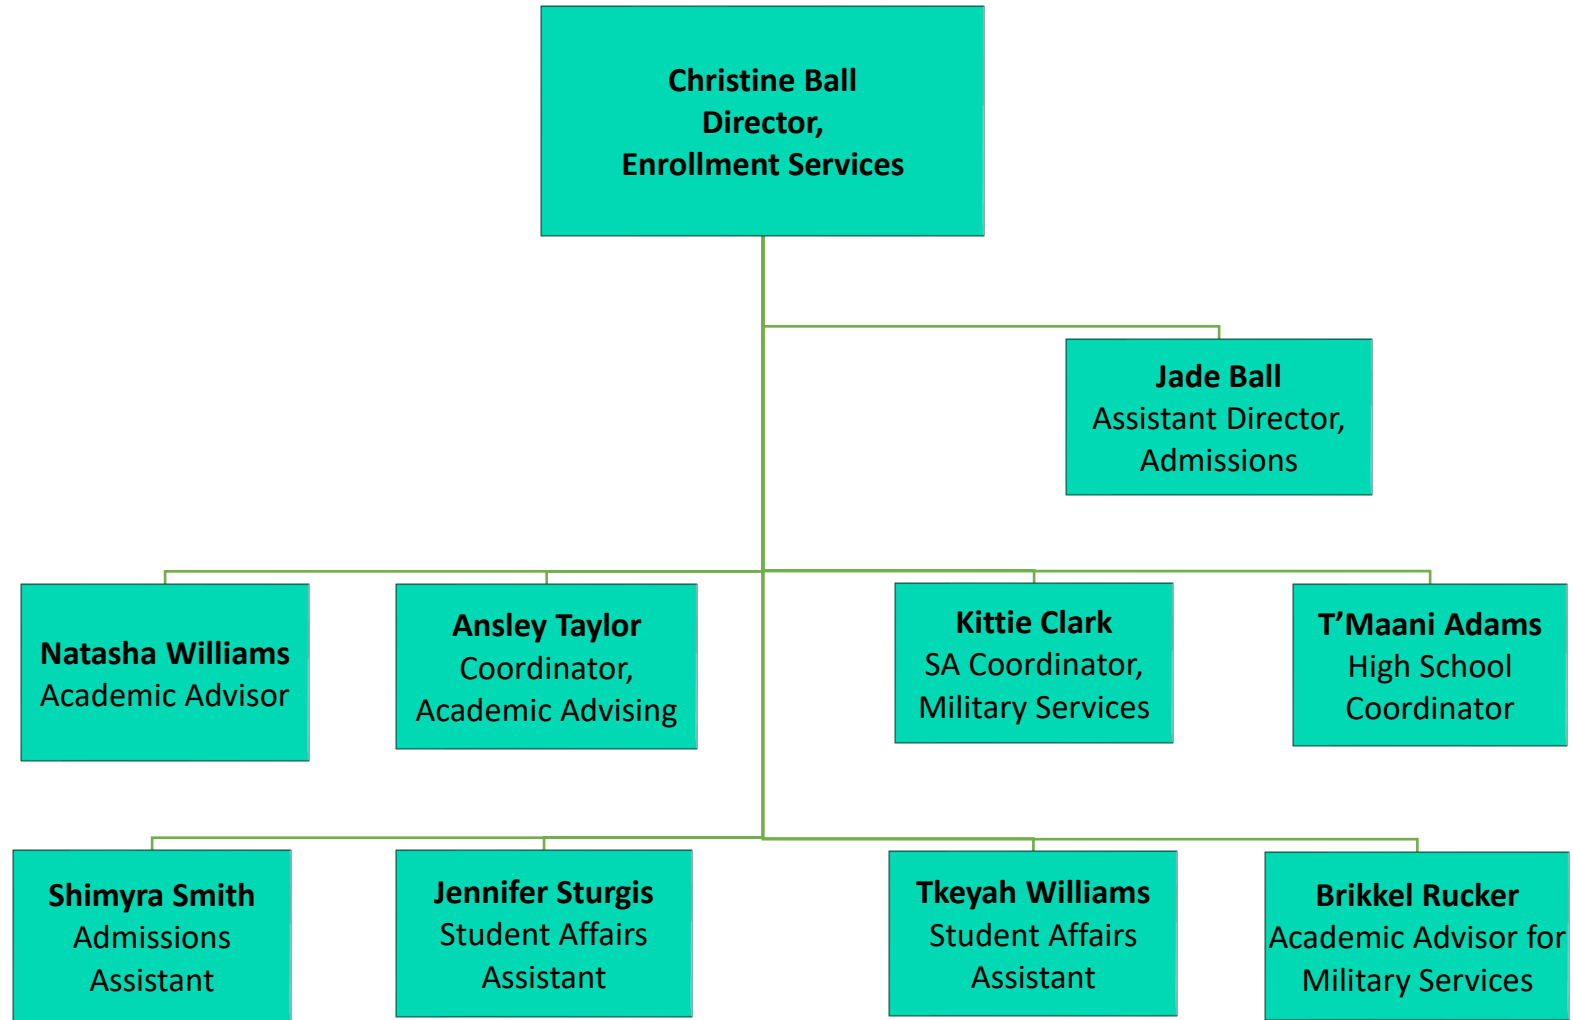 Christine Ball
Director,
Enrollment Services
Jade Ball
Assistant Director,
Admissions
Natasha Williams
Academic Advisor
Ansley Taylor
Coordinator,
Academic Advising
Kittie Clark
SA Coordinator,
Military Services
T’Maani Adams
High School
Coordinator
Shimyra Smith
Admissions
Assistant
Jennifer Sturgis
Student Affairs
Assistant
Tkeyah Williams
Student Affairs
Assistant
Brikkel Rucker
Academic Advisor for
Military Services